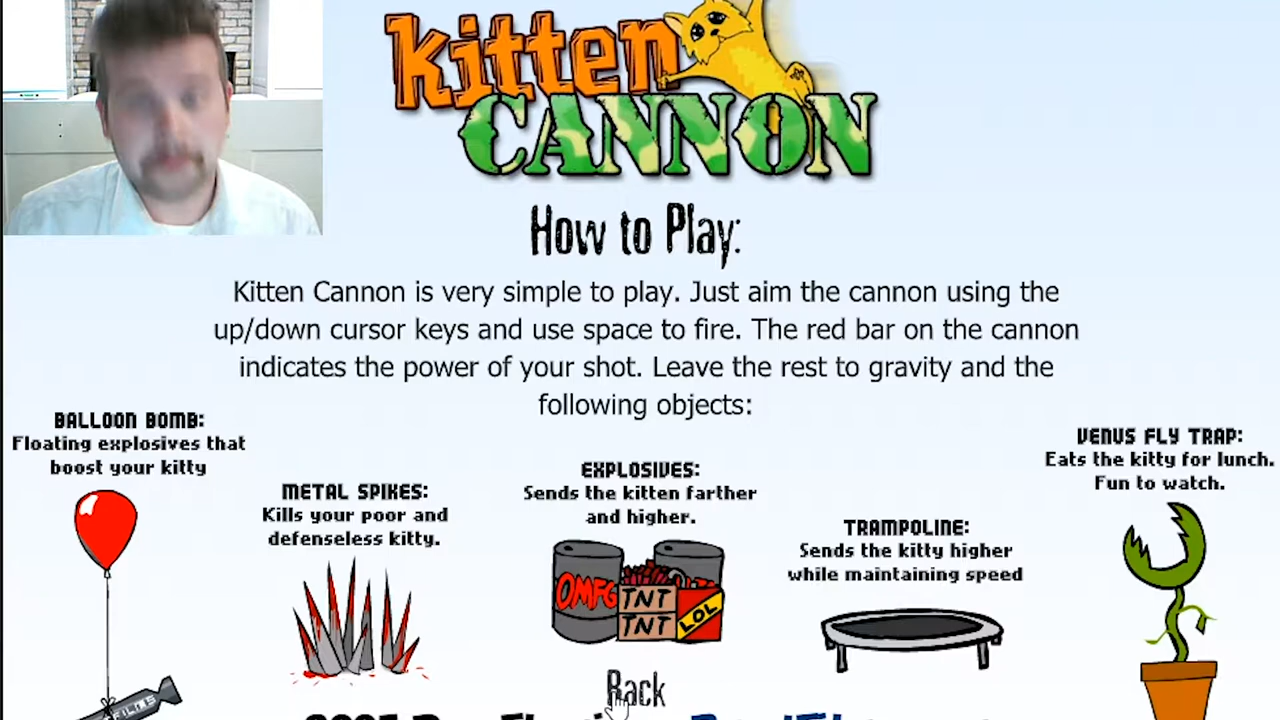 kitten
CANNON
How to Play:
Kitten Cannon is very simple to play. Just aim the cannon using the
up/down cursor keys and use space to fire. The red bar on the cannon
indicates the power of your shot. Leave the rest to gravity and the
following objects:
BALLOON BOMB:
Floating explosives that
boost your kitty
METAL SPIKES:
Kills your poor and
defenseless kitty.
EXPLOSIVES:
Sends the kitten farther
and higher.
OMFG
TNT
TNT
LOL
TRAMPOLINE:
Sends the kitty higher
while maintaining speed
VENUS FLY TRAP:
Eats the kitty for lunch.
Fun to watch.
Back